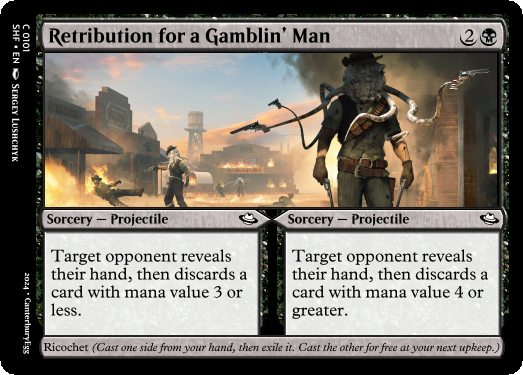 Retribution for a Gamblin' Man 2
Sorcery — Projectile
Target opponent reveals
their hand, then discards a
card with mana value 3 or
less.
Sorcery — Projectile
Target opponent reveals
their hand, then discards a
card with mana value 4 or
greater.
Ricochet (Cast one side from your hand, then exile it. Cast the other for free at your next upkeep.)
C 0101
SHF • EN SERGEY LUSHCHYK
2024 • CanterburyEgg